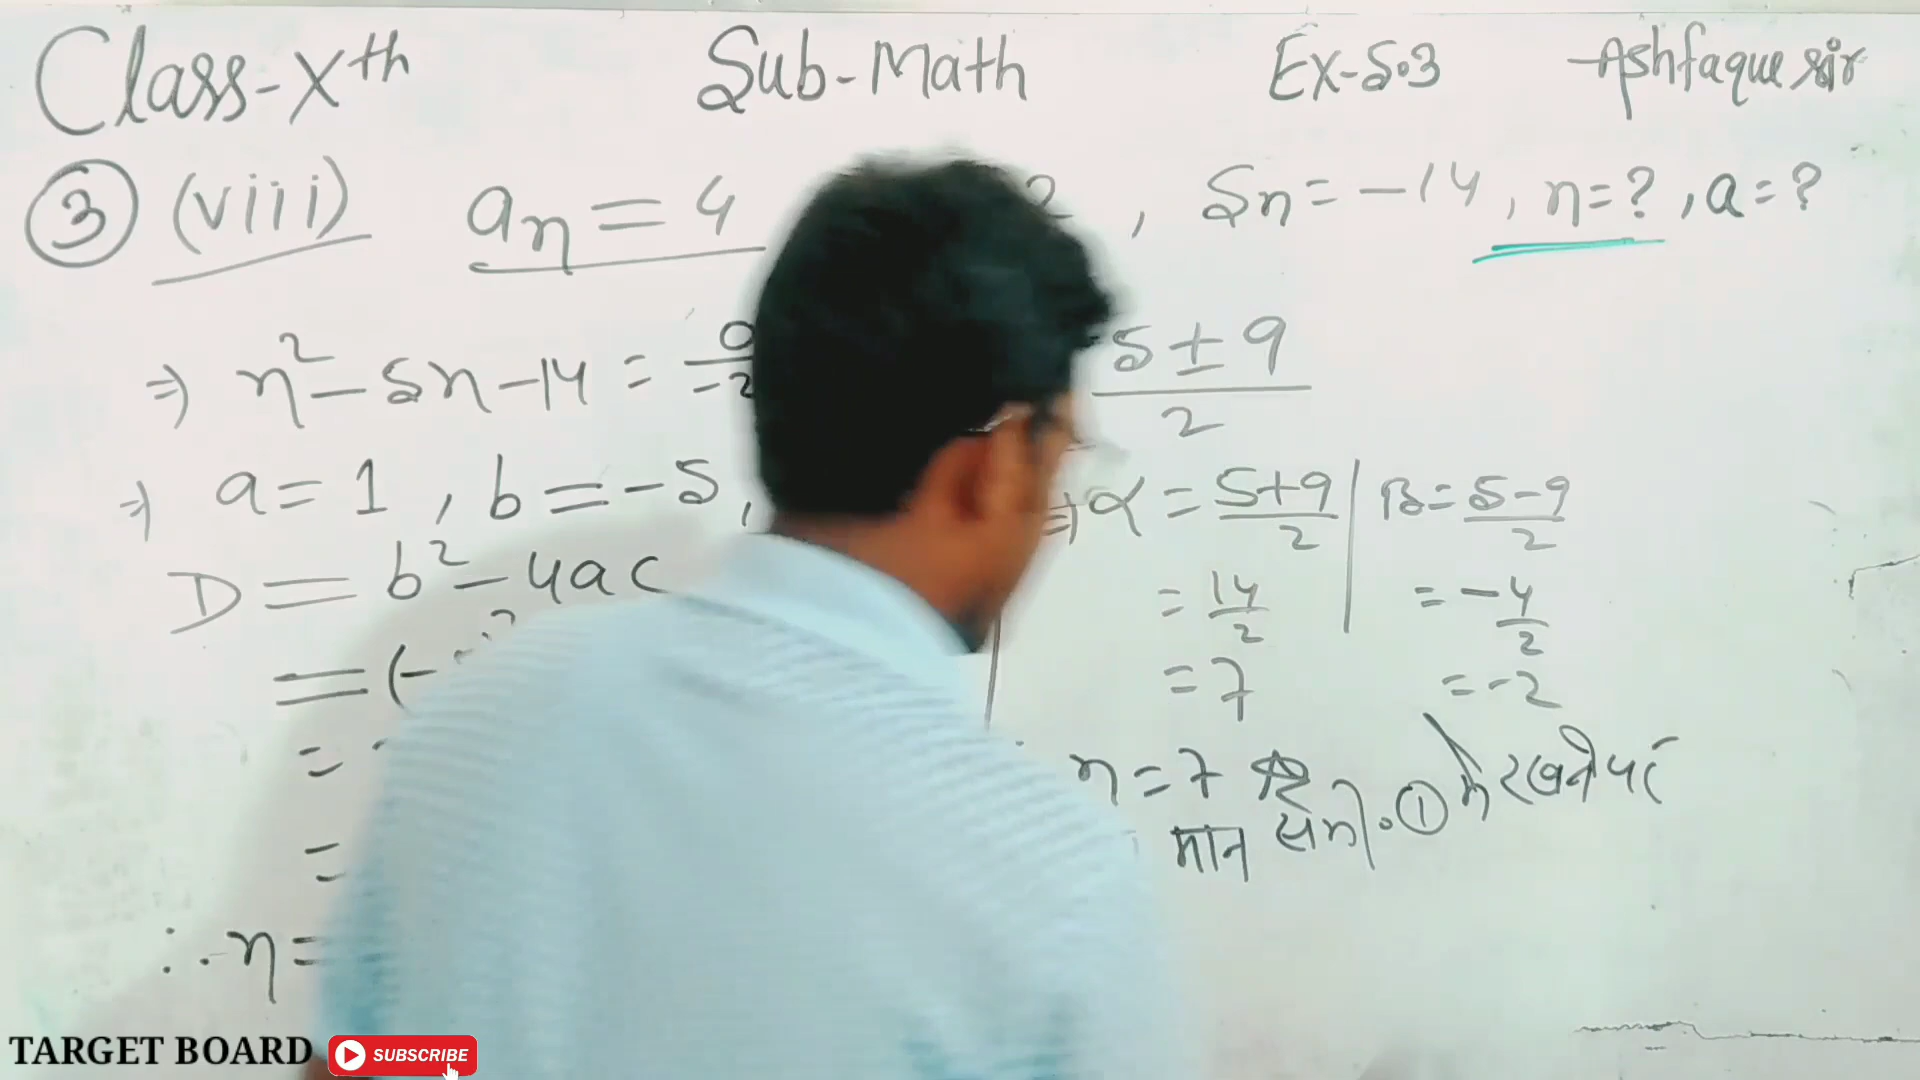 Class-Xth Sub-Math Ex-5.3 Ashfaque sir
③ (viii) an = 4 2 , Sn = -14 , n=? , a=?
⇒ n² - 5n - 14 = 0/-2
5 ± 9 / 2
⇒ a = 1 , b = -5 ,
⇒ α = 5+9/2 | β = 5-9/2
D = b² - 4ac
= 14/2 = -4/2
= (-
= 7 = -2
=
n = 7
मान समी. ① में रखने पर
=
∴ n =
TARGET BOARD SUBSCRIBE